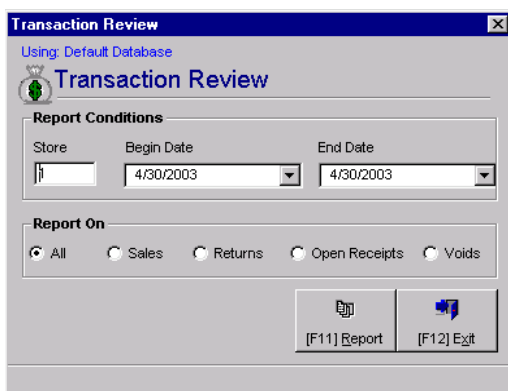 Transaction Review
Using: Default Database
Transaction Review
Report Conditions
Store Begin Date End Date
1 4/30/2003 4/30/2003
Report On
All Sales Returns Open Receipts Voids
[F11] Report [F12] Exit